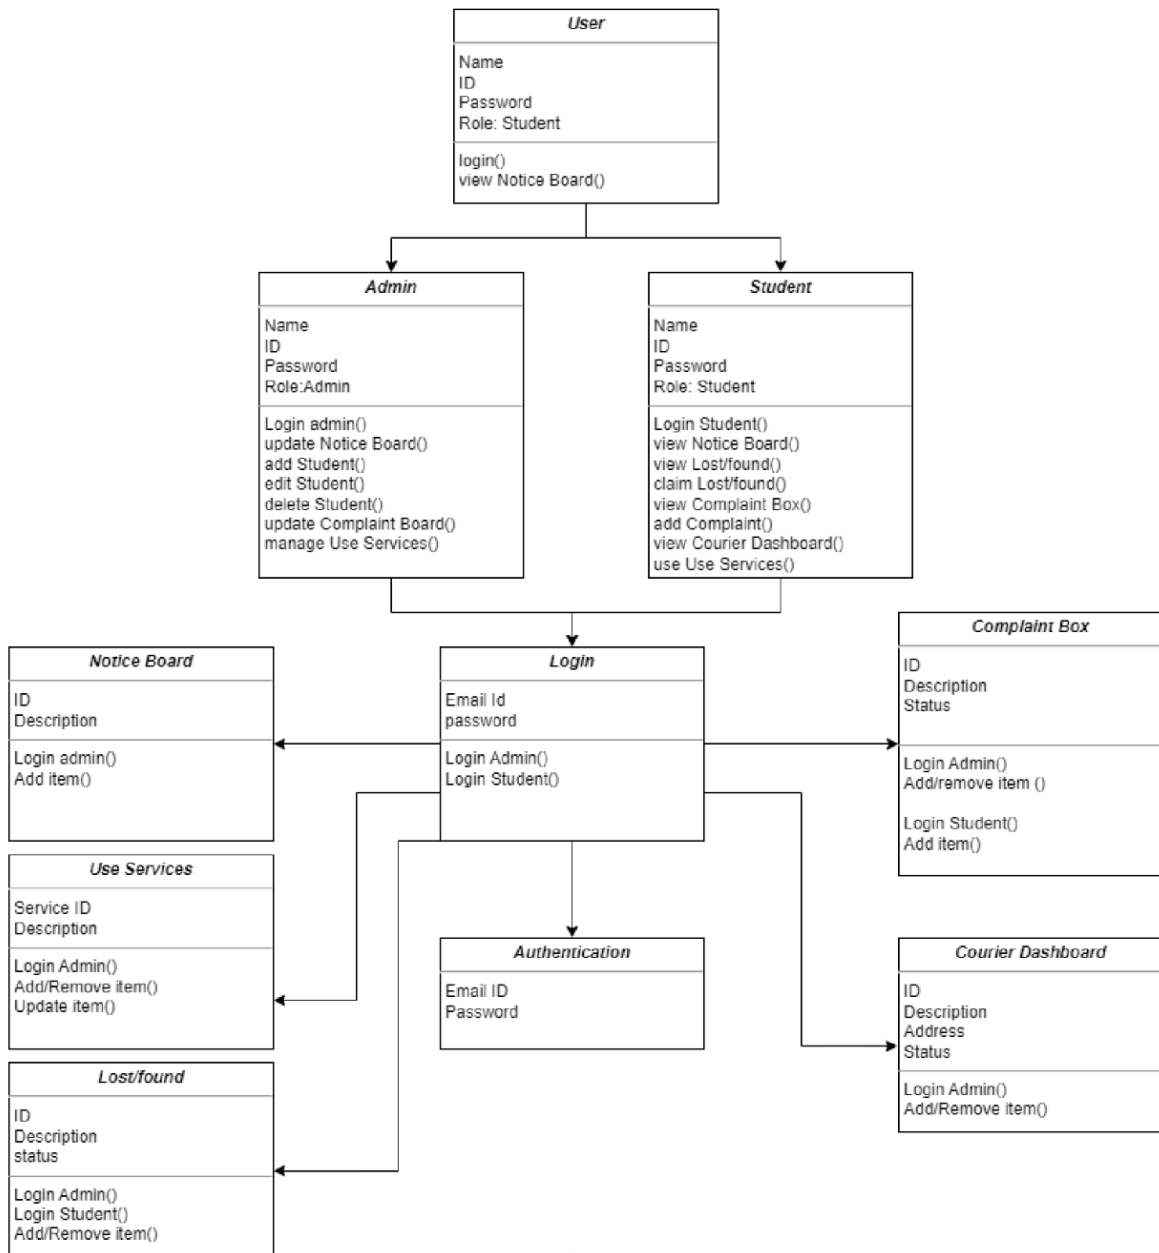 User
Name
ID
Password
Role: Student
login()
view Notice Board()
Admin
Name
ID
Password
Role:Admin
Login admin()
update Notice Board()
add Student()
edit Student()
delete Student()
update Complaint Board()
manage Use Services()
Student
Name
ID
Password
Role: Student
Login Student()
view Notice Board()
view Lost/found()
claim Lost/found()
view Complaint Box()
add Complaint()
view Courier Dashboard()
use Use Services()
Notice Board
ID
Description
Login admin()
Add item()
Login
Email Id
password
Login Admin()
Login Student()
Complaint Box
ID
Description
Status
Login Admin()
Add/remove item ()
Login Student()
Add item()
Use Services
Service ID
Description
Login Admin()
Add/Remove item()
Update item()
Authentication
Email ID
Password
Courier Dashboard
ID
Description
Address
Status
Login Admin()
Add/Remove item()
Lost/found
ID
Description
status
Login Admin()
Login Student()
Add/Remove item()